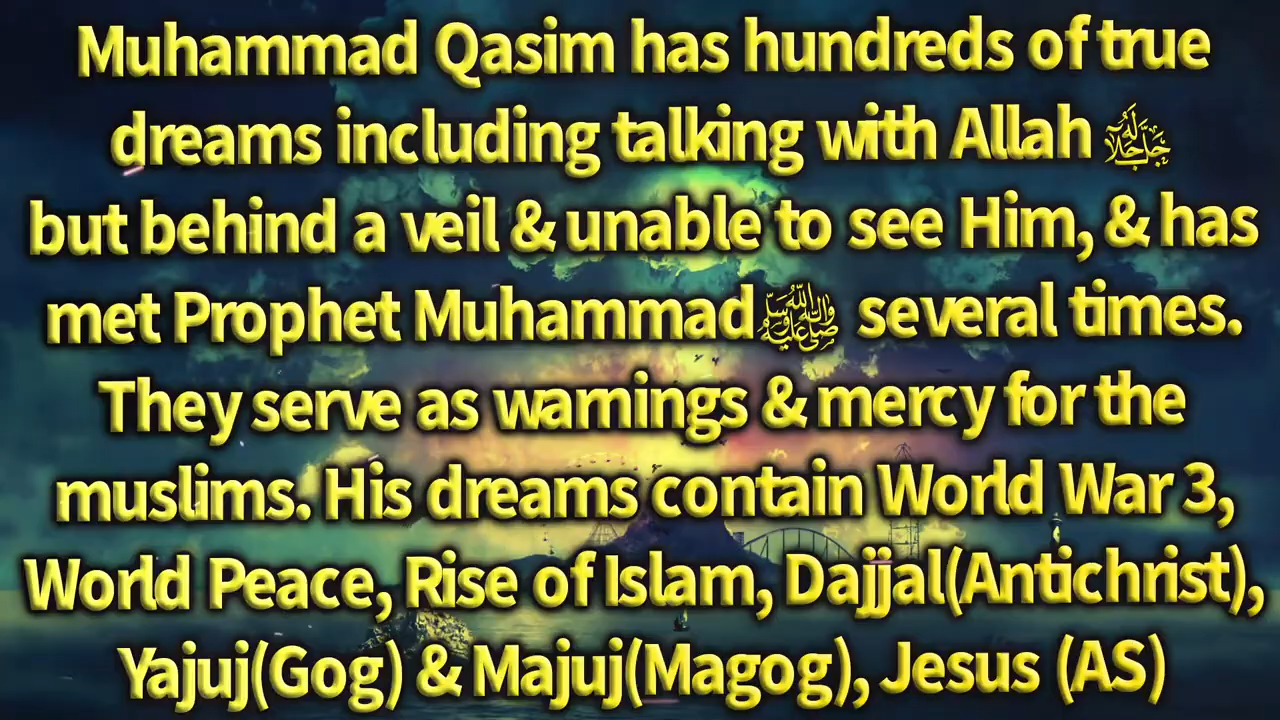 Muhammad Qasim has hundreds of true
dreams including talking with Allah ﷻ
but behind a veil & unable to see Him, & has
met Prophet Muhammad ﷺ several times.
They serve as warnings & mercy for the
muslims. His dreams contain World War 3,
World Peace, Rise of Islam, Dajjal(Antichrist),
Yajuj(Gog) & Majuj(Magog), Jesus (AS)